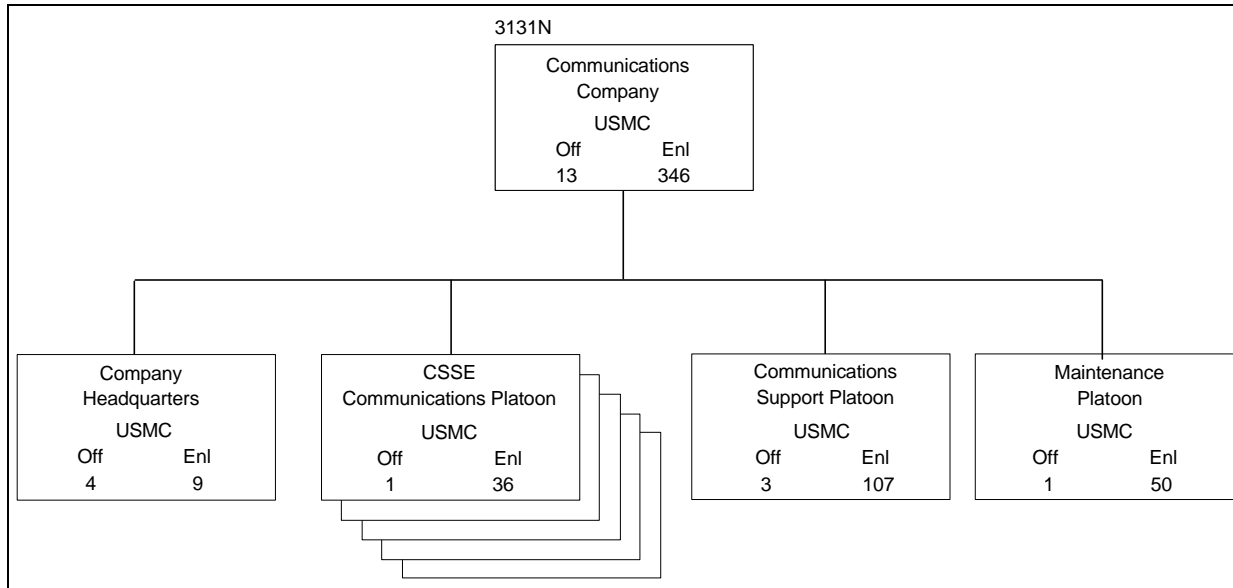 3131N
Communications
Company
USMC
Off Enl
13 346
Company
Headquarters
USMC
Off Enl
4 9
CSSE
Communications Platoon
USMC
Off Enl
1 36
Communications
Support Platoon
USMC
Off Enl
3 107
Maintenance
Platoon
USMC
Off Enl
1 50